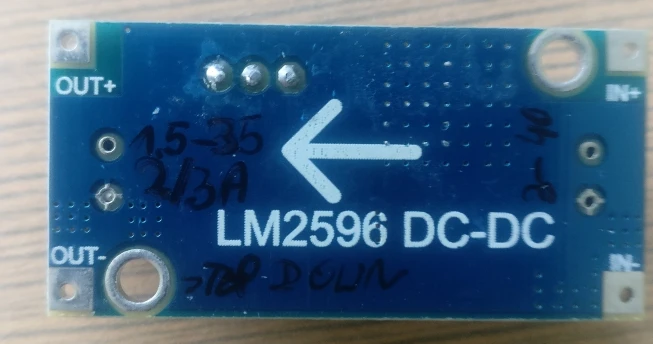 OUT+
IN+
1.5-35
2/3A
LM2596 DC-DC
OUT-
IN-